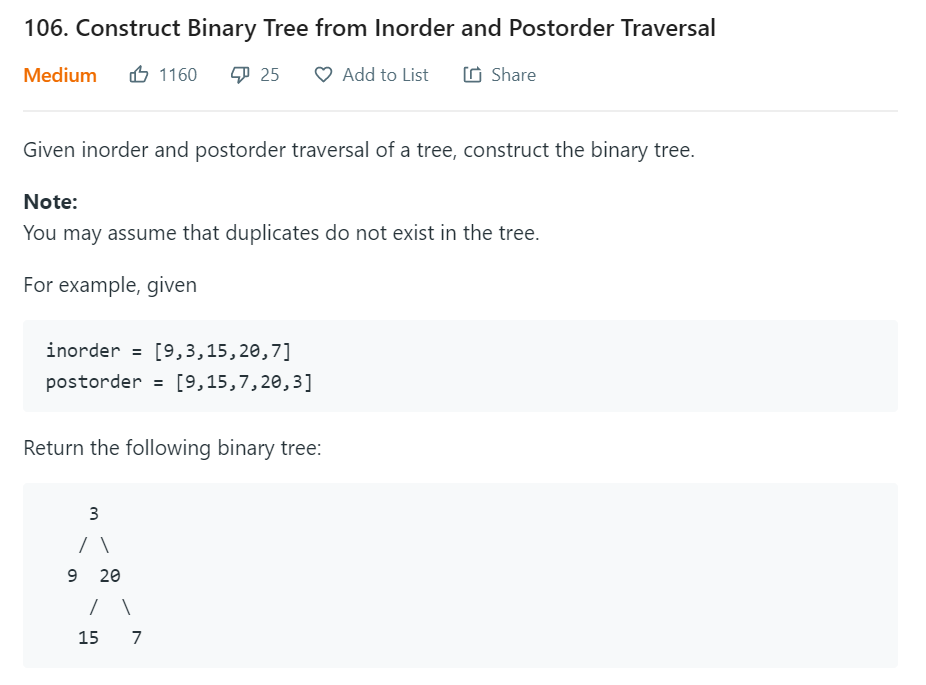 106. Construct Binary Tree from Inorder and Postorder Traversal
Medium 1160 25 Add to List Share
Given inorder and postorder traversal of a tree, construct the binary tree.
Note:
You may assume that duplicates do not exist in the tree.
For example, given
inorder = [9,3,15,20,7]
postorder = [9,15,7,20,3]
Return the following binary tree:
    3
   / \
  9  20
    /  \
   15   7